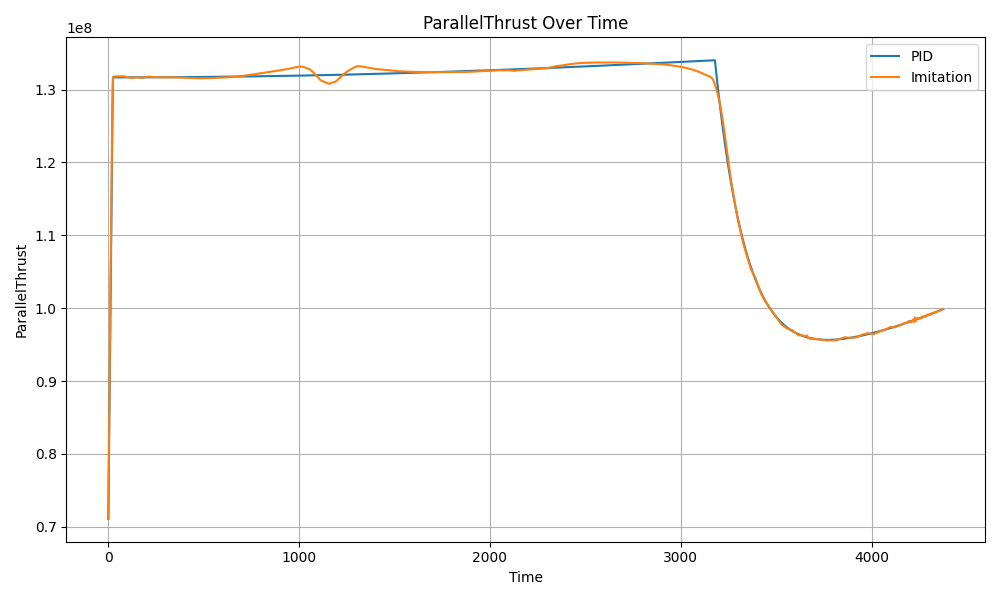 ParallelThrust Over Time
1e8
PID
Imitation
1.3
1.2
1.1
1.0
0.9
0.8
0.7
ParallelThrust
0
1000
2000
3000
4000
Time